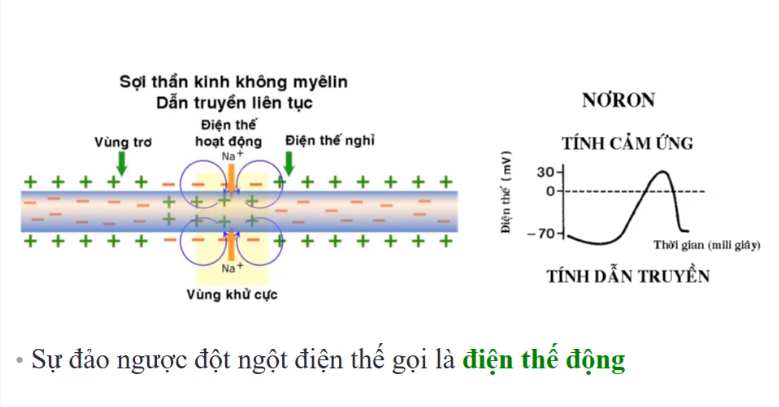 Sợi thần kinh không myêlin
Dẫn truyền liên tục
Vùng trơ
Điện thế
hoạt động
Điện thế nghỉ
Na+
+ + + + + − − − − + + + + + + +
Na+
Vùng khử cực
NƠRON
TÍNH CẢM ỨNG
Điện thế (mV)
30
0
−70
Thời gian (mili giây)
TÍNH DẪN TRUYỀN
• Sự đảo ngược đột ngột điện thế gọi là điện thế động